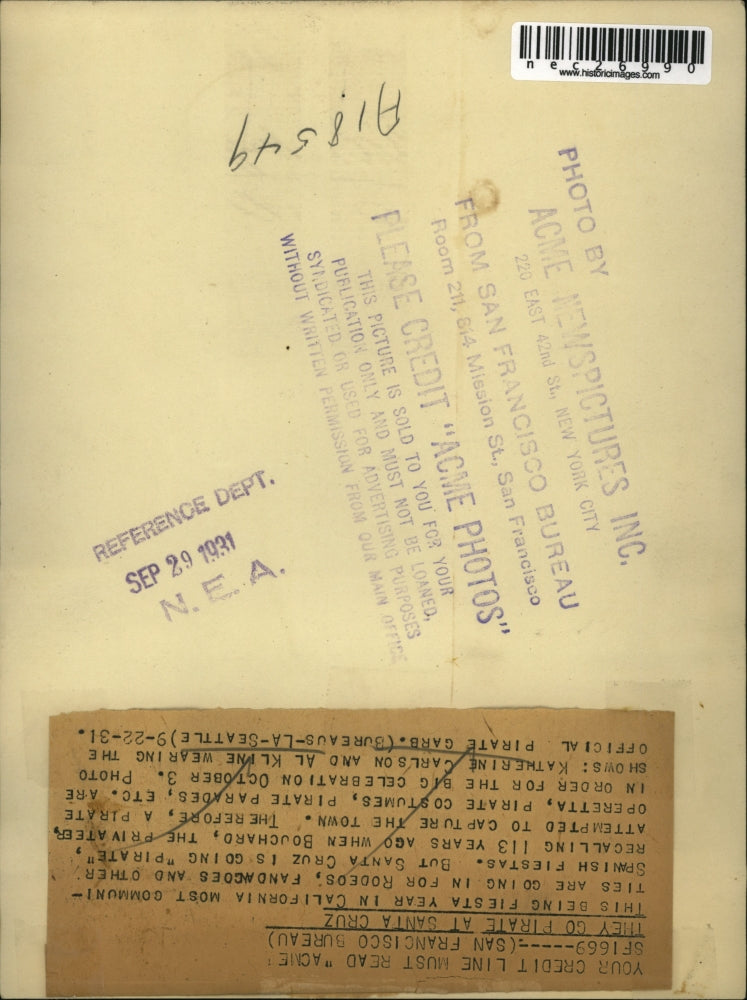 nec26990
www.historicimages.com
A18549
PHOTO BY
ACME NEWSPICTURES INC.
220 EAST 42nd St., NEW YORK CITY
FROM SAN FRANCISCO BUREAU
Room 211, 814 Mission St., San Francisco
PLEASE CREDIT "ACME PHOTOS"
THIS PICTURE IS SOLD TO YOU FOR YOUR
PUBLICATION ONLY AND MUST NOT BE LOANED,
SYNDICATED OR USED FOR ADVERTISING PURPOSES
WITHOUT WRITTEN PERMISSION FROM OUR MAIN OFFICE
REFERENCE DEPT.
SEP 29 1931
N. E. A.
YOUR CREDIT LINE MUST READ "ACME"
SF1669-----(SAN FRANCISCO BUREAU)
THEY GO PIRATE AT SANTA CRUZ
THIS BEING FIESTA YEAR IN CALIFORNIA MOST COMMUNI-
TIES ARE GOING IN FOR RODEOS, FANDAGOES AND OTHER
SPANISH FIESTAS. BUT SANTA CRUZ IS GOING "PIRATE",
RECALLING 113 YEARS AGO WHEN BOUCHARD, THE PRIVATEER,
ATTEMPTED TO CAPTURE THE TOWN. THEREFORE, A PIRATE
OPERETTA, PIRATE COSTUMES, PIRATE PARADES, ETC. ARE
IN ORDER FOR THE BIG CELEBRATION OCTOBER 3. PHOTO
SHOWS: KATHERINE CARLSON AND AL KLINE WEARING THE
OFFICIAL PIRATE GARB.(BUREAUS-LA-SEATTLE)9-22-31.